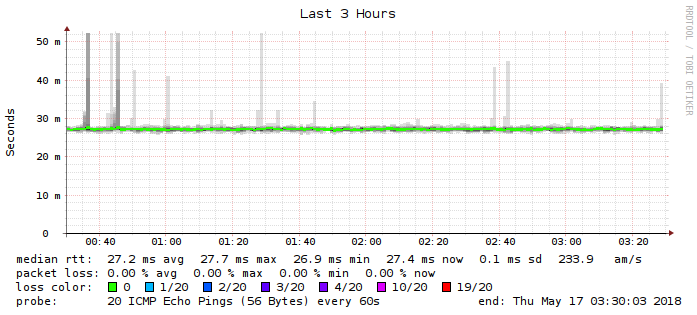 Last 3 Hours
RRDTOOL / TOBI OETIKER
Seconds
50 m
40 m
30 m
20 m
10 m
0
00:40 01:00 01:20 01:40 02:00 02:20 02:40 03:00 03:20
median rtt: 27.2 ms avg 27.7 ms max 26.9 ms min 27.4 ms now 0.1 ms sd 233.9 am/s
packet loss: 0.00 % avg 0.00 % max 0.00 % min 0.00 % now
loss color: 0 1/20 2/20 3/20 4/20 10/20 19/20
probe: 20 ICMP Echo Pings (56 Bytes) every 60s end: Thu May 17 03:30:03 2018